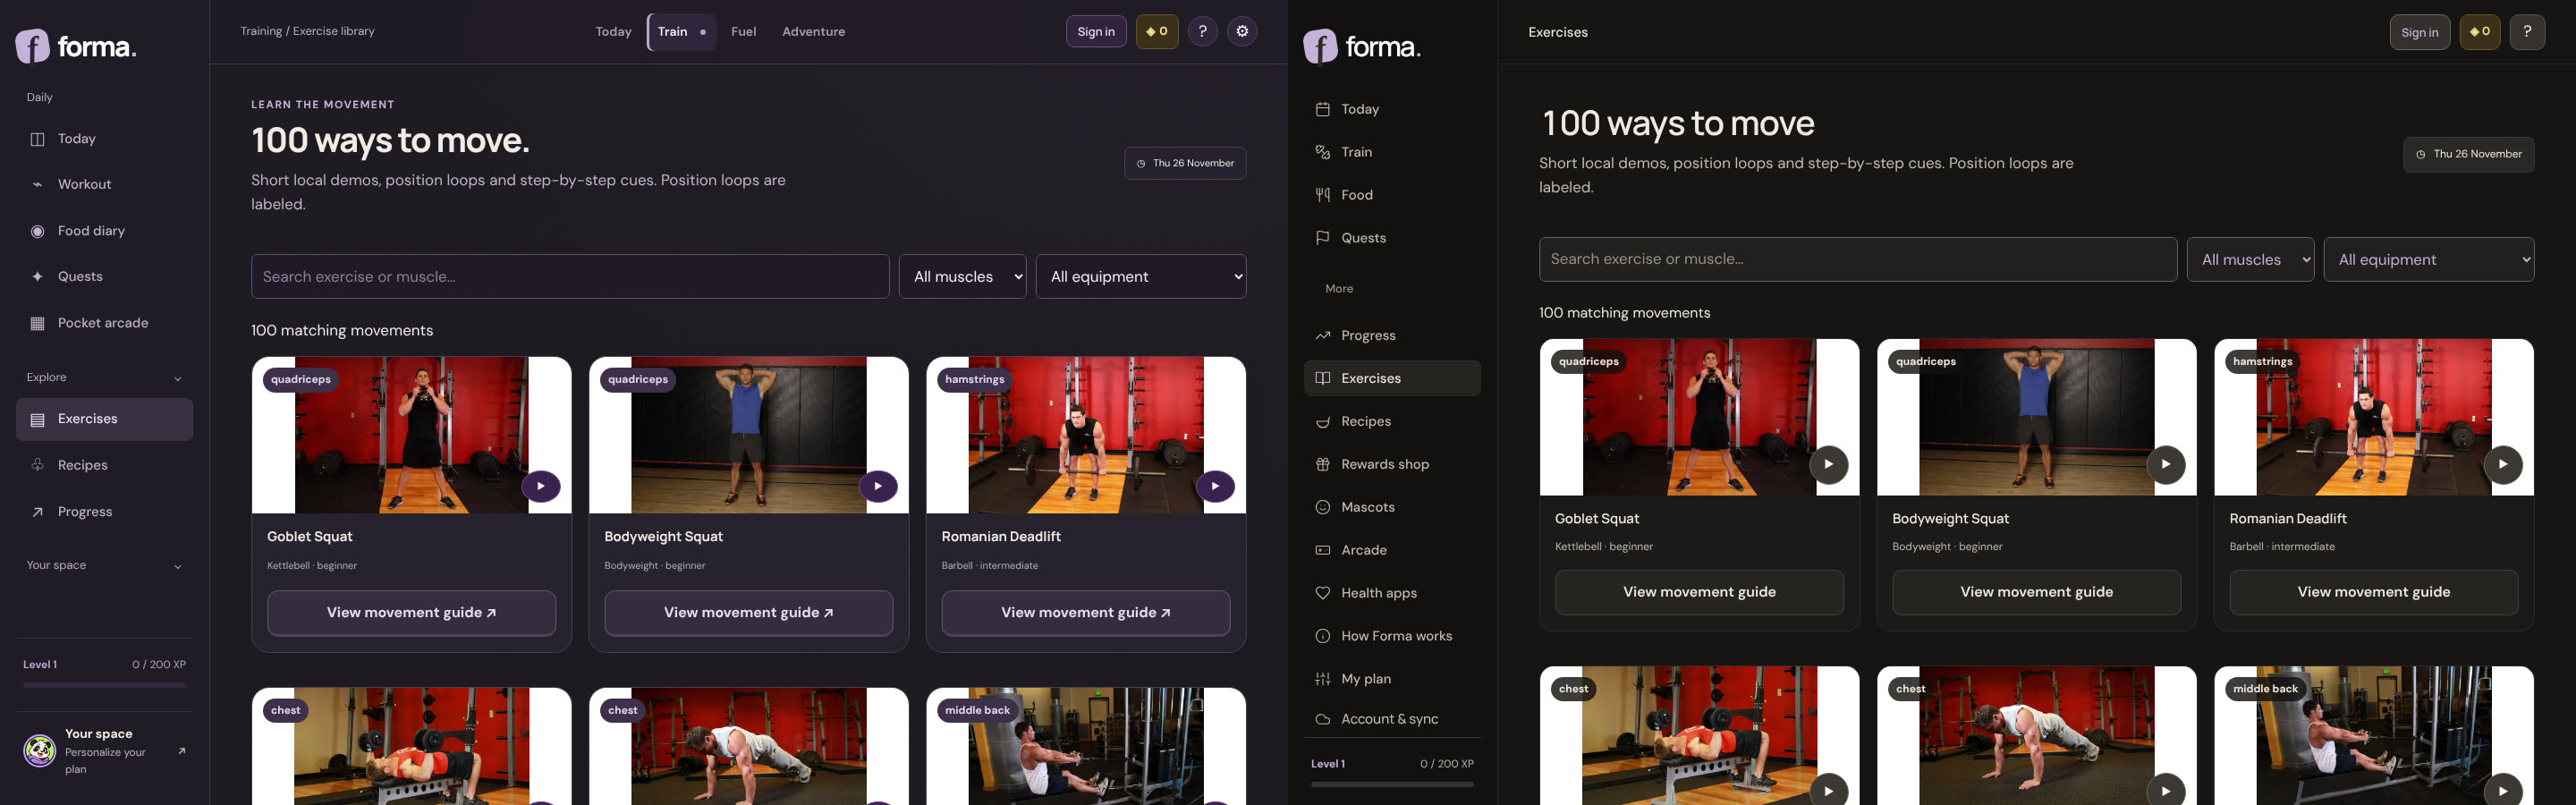 forma.
Daily
Today
Workout
Food diary
Quests
Pocket arcade
Explore
Exercises
Recipes
Progress
Your space
Level 1
0 / 200 XP
Your space
Personalize your
plan
Training / Exercise library
Today
Train
Fuel
Adventure
Sign in
0
?
LEARN THE MOVEMENT
100 ways to move.
Short local demos, position loops and step-by-step cues. Position loops are
labeled.
Thu 26 November
Search exercise or muscle...
All muscles
All equipment
100 matching movements
quadriceps
Goblet Squat
Kettlebell · beginner
View movement guide ↗
quadriceps
Bodyweight Squat
Bodyweight · beginner
View movement guide ↗
hamstrings
Romanian Deadlift
Barbell · intermediate
View movement guide ↗
chest
chest
middle back
forma.
Today
Train
Food
Quests
More
Progress
Exercises
Recipes
Rewards shop
Mascots
Arcade
Health apps
How Forma works
My plan
Account & sync
Level 1
0 / 200 XP
Exercises
Sign in
0
?
100 ways to move
Short local demos, position loops and step-by-step cues. Position loops are
labeled.
Thu 26 November
Search exercise or muscle...
All muscles
All equipment
100 matching movements
quadriceps
Goblet Squat
Kettlebell · beginner
View movement guide
quadriceps
Bodyweight Squat
Bodyweight · beginner
View movement guide
hamstrings
Romanian Deadlift
Barbell · intermediate
View movement guide
chest
chest
middle back